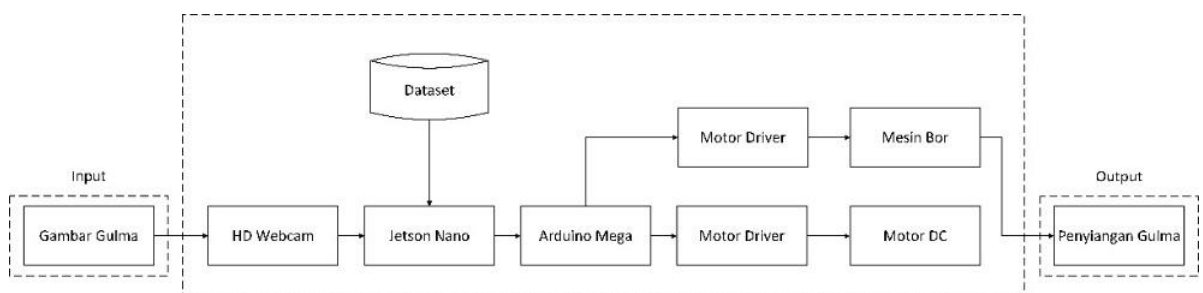 Dataset
Motor Driver
Mesin Bor
Input
Output
Gambar Gulma
HD Webcam
Jetson Nano
Arduino Mega
Motor Driver
Motor DC
Penyiangan Gulma